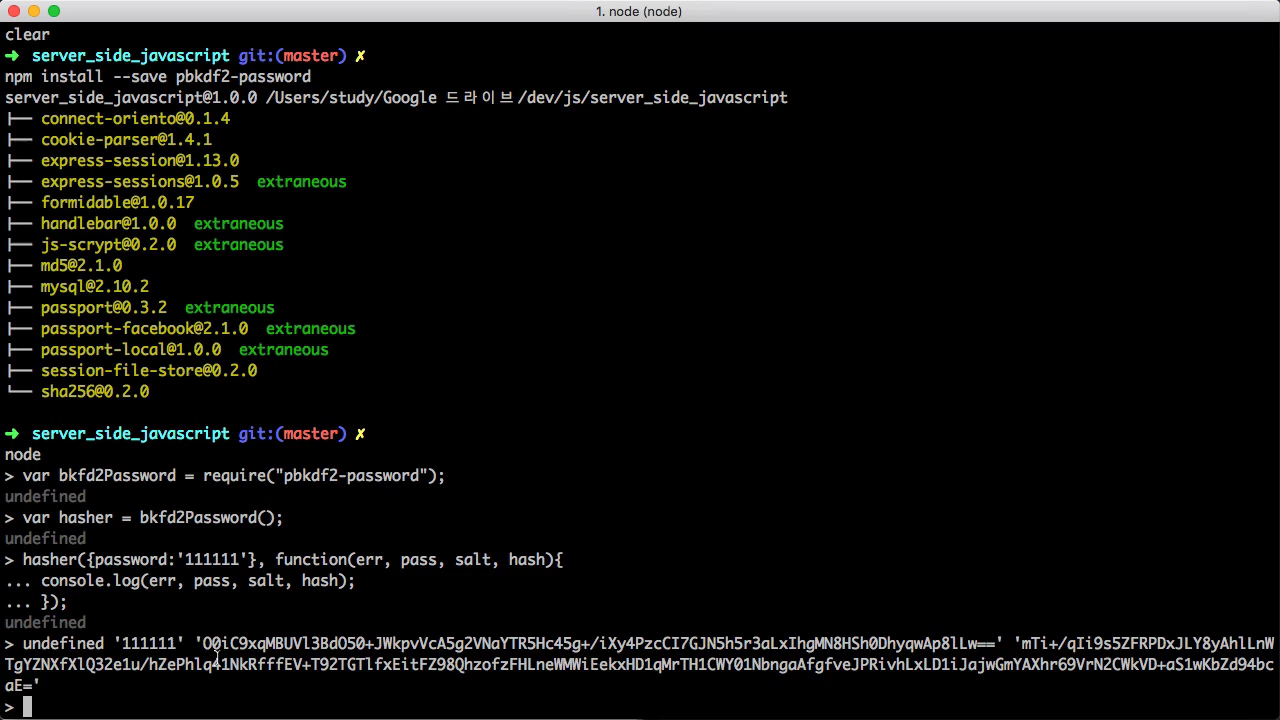 1. node (node)
clear
➜ server_side_javascript git:(master) ✗
npm install --save pbkdf2-password
server_side_javascript@1.0.0 /Users/study/Google 드라이브/dev/js/server_side_javascript
├── connect-oriento@0.1.4
├── cookie-parser@1.4.1
├── express-session@1.13.0
├── express-sessions@1.0.5 extraneous
├── formidable@1.0.17
├── handlebar@1.0.0 extraneous
├── js-scrypt@0.2.0 extraneous
├── md5@2.1.0
├── mysql@2.10.2
├── passport@0.3.2 extraneous
├── passport-facebook@2.1.0 extraneous
├── passport-local@1.0.0 extraneous
├── session-file-store@0.2.0
└── sha256@0.2.0
➜ server_side_javascript git:(master) ✗
node
> var bkfd2Password = require("pbkdf2-password");
undefined
> var hasher = bkfd2Password();
undefined
> hasher({password:'111111'}, function(err, pass, salt, hash){
... console.log(err, pass, salt, hash);
... });
undefined
> undefined '111111' 'O0iC9xqMBUVl3BdO50+JWkpvVcA5g2VNaYTR5Hc45g+/iXy4PzcCI7GJN5h5r3aLxIhgMN8HSh0DhyqwAp8lLw==' 'mTi+/qIi9s5ZFRPDxJLY8yAhlLnW
TgYZNXfXlQ32e1u/hZePhlq41NkRfffEV+T92TGTlfxEitFZ98QhzofzFHLneWMWiEekxHD1qMrTH1CWY01NbngaAfgfveJPRivhLxLD1iJajwGmYAXhr69VrN2CWkVD+aS1wKbZd94bc
aE='
>